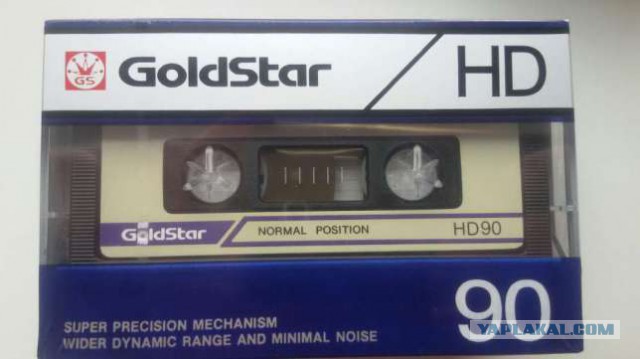 GS GoldStar / HD
GoldStar / NORMAL POSITION HD90
90
SUPER PRECISION MECHANISM
WIDER DYNAMIC RANGE AND MINIMAL NOISE
YAPLAKAL.COM